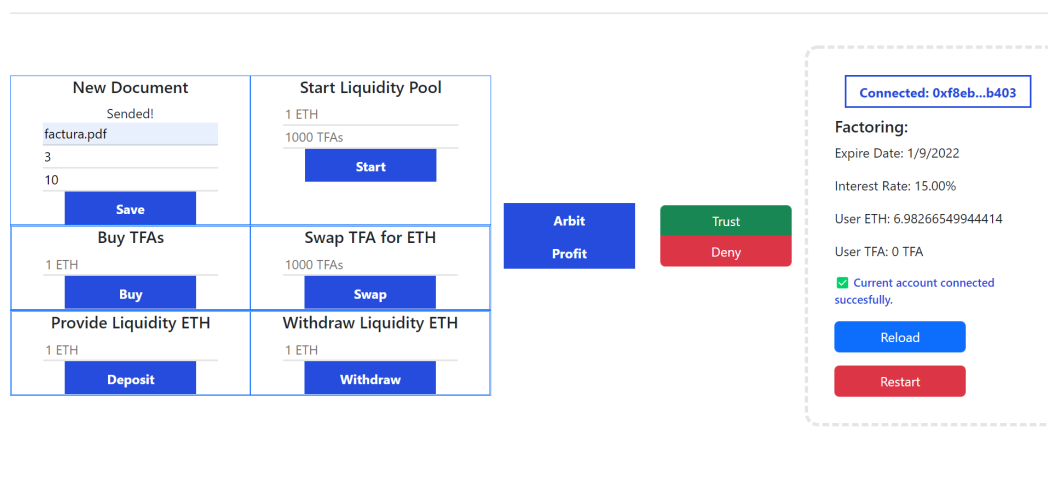 New Document
Sended!
factura.pdf
3
10
Save
Start Liquidity Pool
1 ETH
1000 TFAs
Start
Buy TFAs
1 ETH
Buy
Swap TFA for ETH
1000 TFAs
Swap
Provide Liquidity ETH
1 ETH
Deposit
Withdraw Liquidity ETH
1 ETH
Withdraw
Arbit
Profit
Trust
Deny
Connected: 0xf8eb...b403
Factoring:
Expire Date: 1/9/2022
Interest Rate: 15.00%
User ETH: 6.98266549944414
User TFA: 0 TFA
✅ Current account connected
succesfully.
Reload
Restart